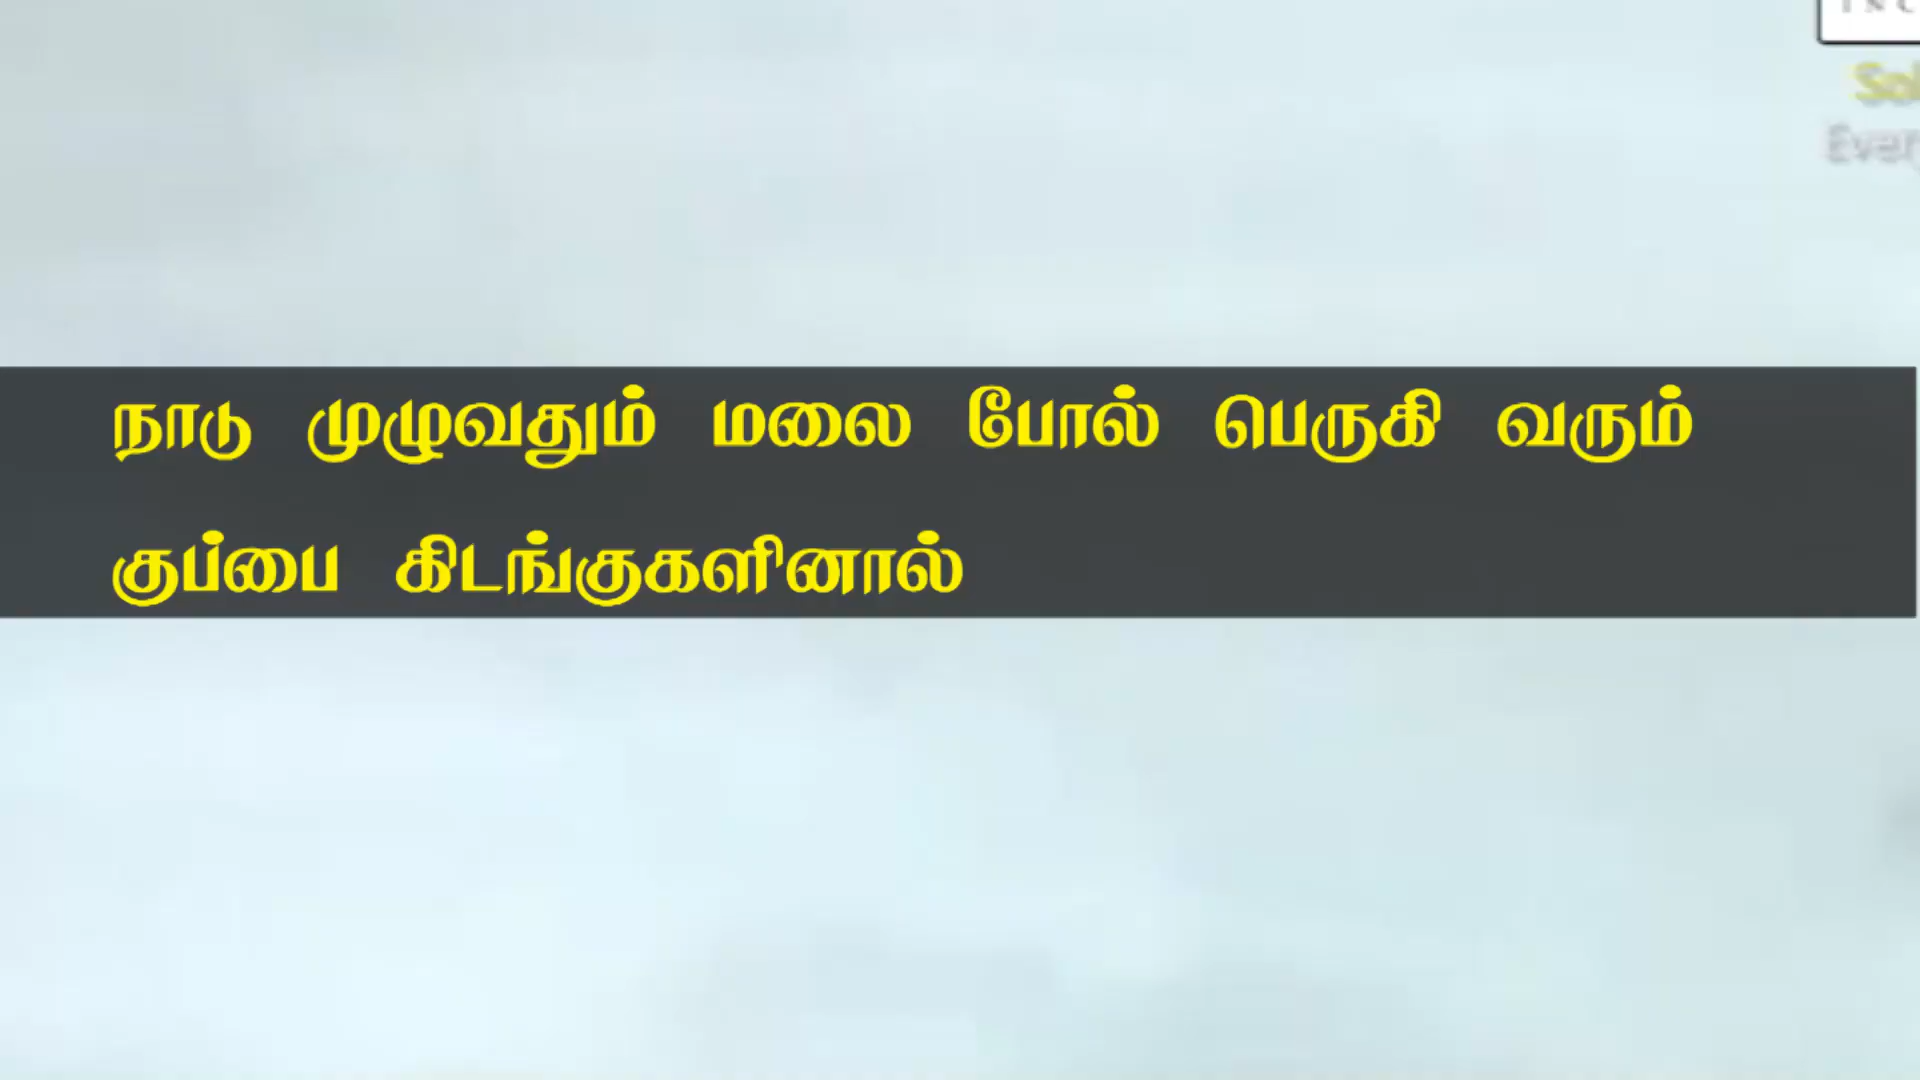 நாடு முழுவதும் மலை போல் பெருகி வரும்
குப்பை கிடங்குகளினால்